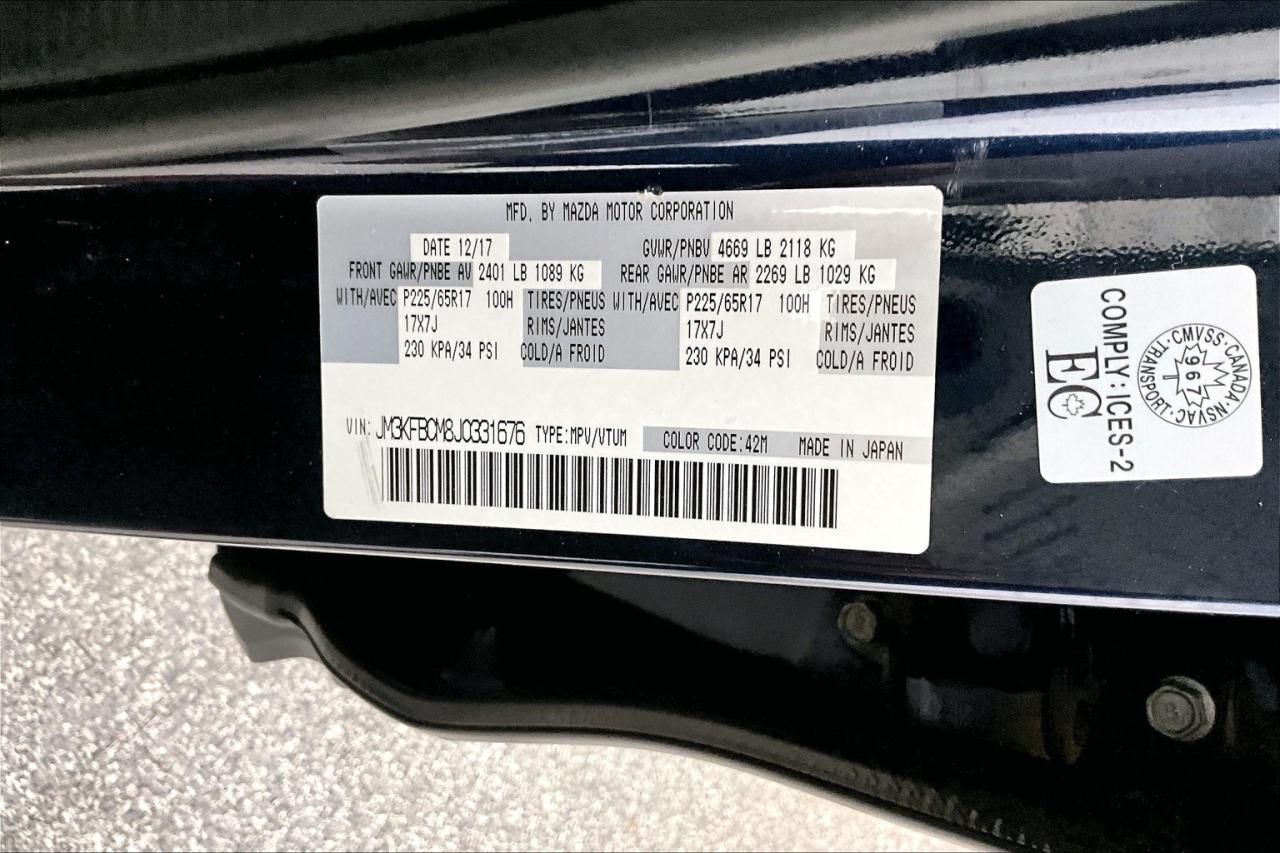 MFD. BY MAZDA MOTOR CORPORATION
DATE 12/17 GVWR/PNBV 4669 LB 2118 KG
FRONT GAWR/PNBE AV 2401 LB 1089 KG REAR GAWR/PNBE AR 2269 LB 1029 KG
WITH/AVEC P225/65R17 100H TIRES/PNEUS WITH/AVEC P225/65R17 100H TIRES/PNEUS
17X7J RIMS/JANTES 17X7J RIMS/JANTES
230 KPA/34 PSI COLD/A FROID 230 KPA/34 PSI COLD/A FROID
VIN: JM3KFBCM8J0331676 TYPE:MPV/VTUM COLOR CODE:42M MADE IN JAPAN
COMPLY: ICES-2
EC
CMVSS·CANADA·NSVAC·TRANSPORT·
967
T